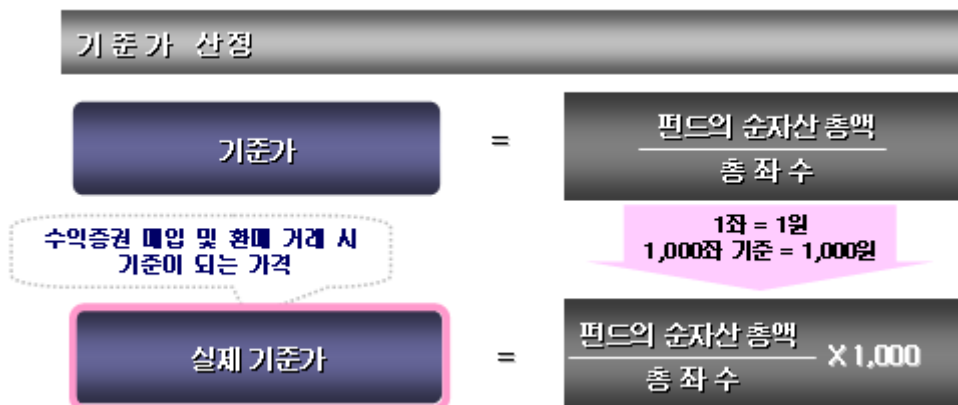 기준가 산정
기준가
=
펀드의 순자산 총액
총 좌 수
수익증권 매입 및 환매 거래 시
기준이 되는 가격
1좌 = 1원
1,000좌 기준 = 1,000원
실제 기준가
=
펀드의 순자산 총액
총 좌 수
X 1,000